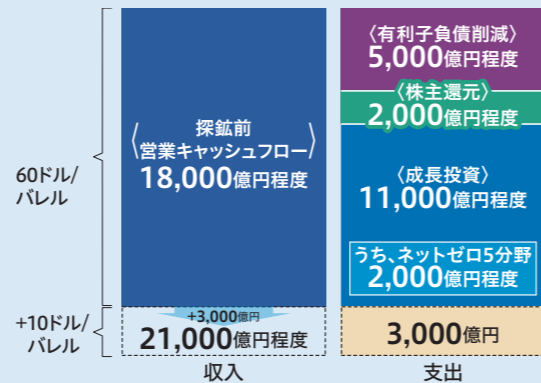 60ドル/
バレル
+10ドル/
バレル
〈探鉱前
営業キャッシュフロー〉
18,000億円程度
+3,000億円
21,000億円程度
収入
〈有利子負債削減〉
5,000億円程度
〈株主還元〉
2,000億円程度
〈成長投資〉
11,000億円程度
うち、ネットゼロ5分野
2,000億円程度
3,000億円
支出